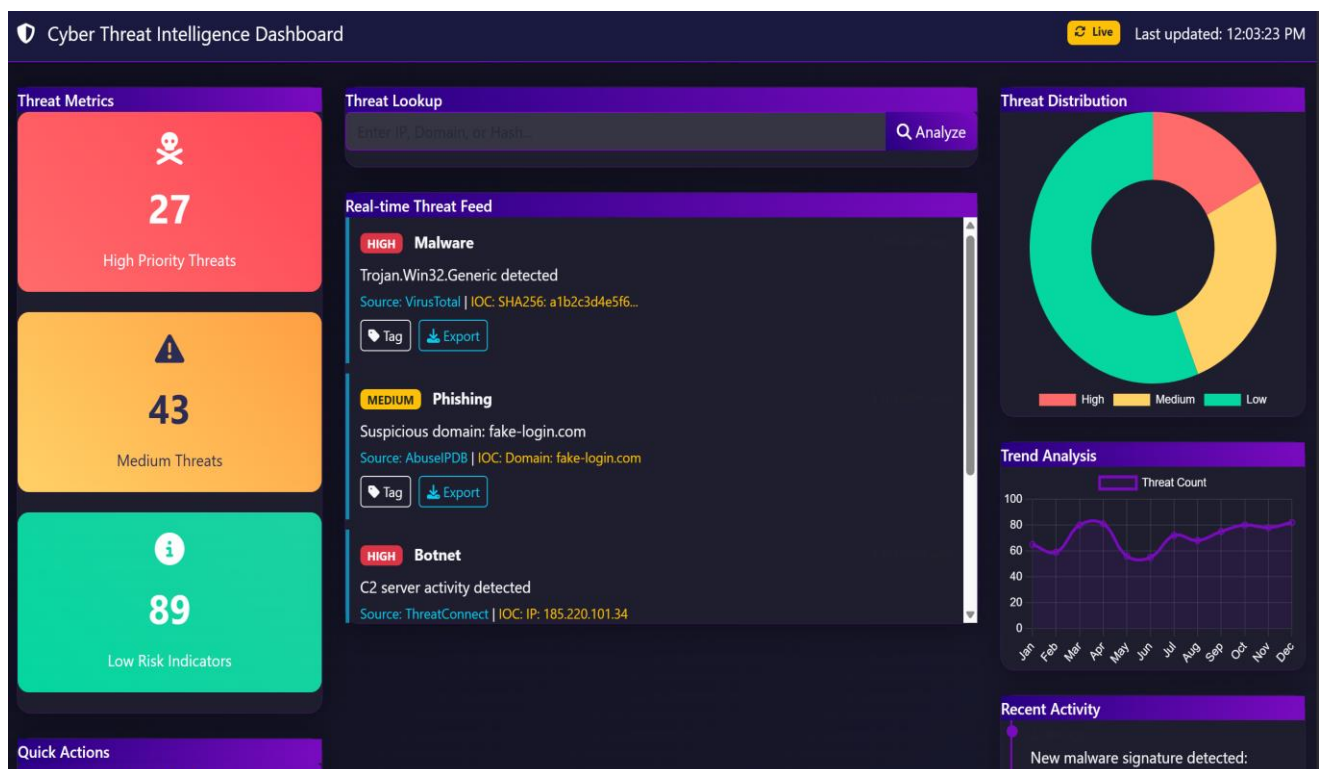 Cyber Threat Intelligence Dashboard
Live
Last updated: 12:03:23 PM
Threat Metrics
27
High Priority Threats
43
Medium Threats
89
Low Risk Indicators
Quick Actions
Threat Lookup
Enter IP, Domain, or Hash...
Analyze
Real-time Threat Feed
HIGH Malware
Trojan.Win32.Generic detected
Source: VirusTotal | IOC: SHA256: a1b2c3d4e5f6...
Tag Export
MEDIUM Phishing
Suspicious domain: fake-login.com
Source: AbuseIPDB | IOC: Domain: fake-login.com
Tag Export
HIGH Botnet
C2 server activity detected
Source: ThreatConnect | IOC: IP: 185.220.101.34
Threat Distribution
High Medium Low
Trend Analysis
Threat Count
100
80
60
40
20
0
Jan Feb Mar Apr May Jun Jul Aug Sep Oct Nov Dec
Recent Activity
New malware signature detected: